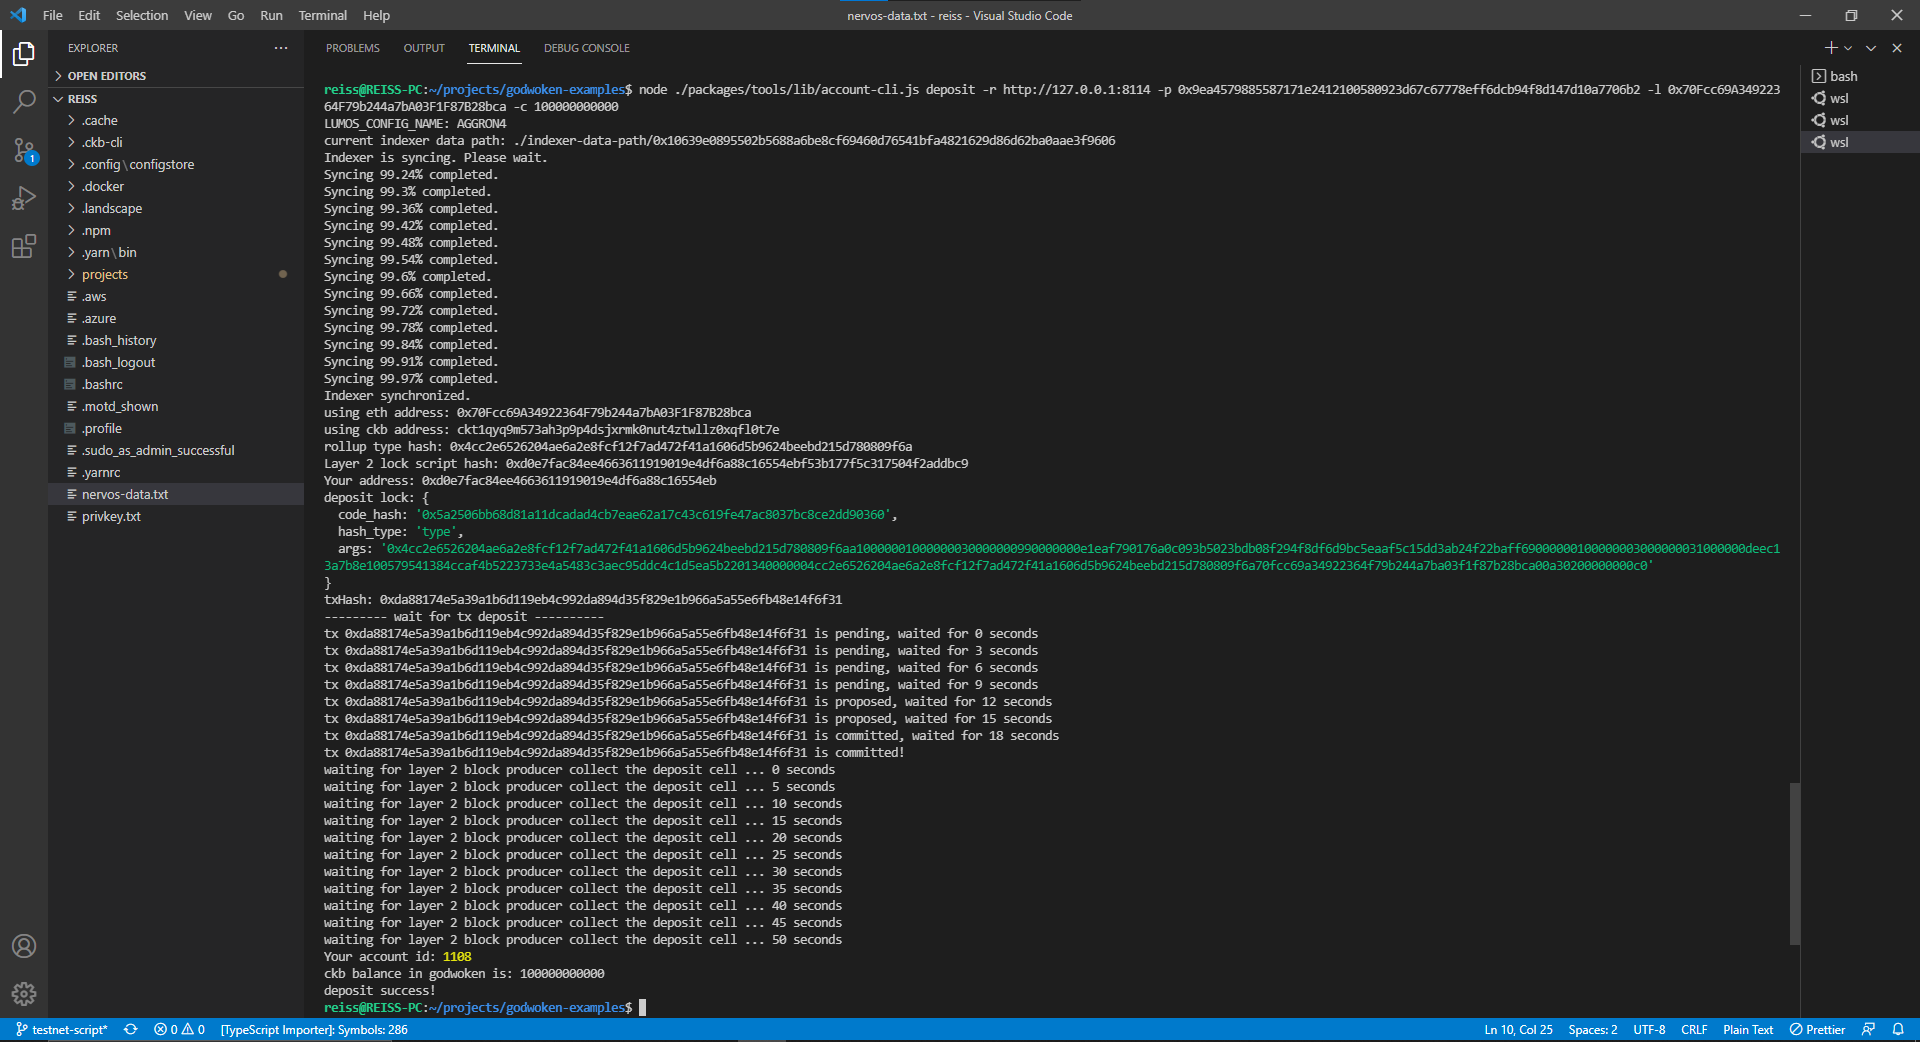 File Edit Selection View Go Run Terminal Help
nervos-data.txt - reiss - Visual Studio Code
EXPLORER
OPEN EDITORS
REISS
.cache
.ckb-cli
.config\configstore
.docker
.landscape
.npm
.yarn\bin
projects
.aws
.azure
.bash_history
.bash_logout
.bashrc
.motd_shown
.profile
.sudo_as_admin_successful
.yarnrc
nervos-data.txt
privkey.txt
1
PROBLEMS OUTPUT TERMINAL DEBUG CONSOLE
reiss@REISS-PC:~/projects/godwoken-examples$ node ./packages/tools/lib/account-cli.js deposit -r http://127.0.0.1:8114 -p 0x9ea4579885587171e2412100580923d67c67778eff6dcb94f8d147d10a7706b2 -l 0x70Fcc69A349223
64F79b244a7bA03F1F87B28bca -c 100000000000
LUMOS_CONFIG_NAME: AGGRON4
current indexer data path: ./indexer-data-path/0x10639e0895502b5688a6be8cf69460d76541bfa4821629d86d62ba0aae3f9606
Indexer is syncing. Please wait.
Syncing 99.24% completed.
Syncing 99.3% completed.
Syncing 99.36% completed.
Syncing 99.42% completed.
Syncing 99.48% completed.
Syncing 99.54% completed.
Syncing 99.6% completed.
Syncing 99.66% completed.
Syncing 99.72% completed.
Syncing 99.78% completed.
Syncing 99.84% completed.
Syncing 99.91% completed.
Syncing 99.97% completed.
Indexer synchronized.
using eth address: 0x70Fcc69A34922364F79b244a7bA03F1F87B28bca
using ckb address: ckt1qyq9m573ah3p9p4dsjxrmk0nut4ztwllz0xqfl0t7e
rollup type hash: 0x4cc2e6526204ae6a2e8fcf12f7ad472f41a1606d5b9624beebd215d780809f6a
Layer 2 lock script hash: 0xd0e7fac84ee4663611919019e4df6a88c16554ebf53b177f5c317504f2addbc9
Your address: 0xd0e7fac84ee4663611919019e4df6a88c16554eb
deposit lock: {
code_hash: '0x5a2506bb68d81a11dcadad4cb7eae62a17c43c619fe47ac8037bc8ce2dd90360',
hash_type: 'type',
args: '0x4cc2e6526204ae6a2e8fcf12f7ad472f41a1606d5b9624beebd215d780809f6aa10000001000000030000000990000000e1eaf790176a0c093b5023bdb08f294f8df6d9bc5eaaf5c15dd3ab24f22baff69000000010000000300000031000000deec1
3a7b8e100579541384ccaf4b5223733e4a5483c3aec95ddc4c1d5ea5b2201340000004cc2e6526204ae6a2e8fcf12f7ad472f41a1606d5b9624beebd215d780809f6a70fcc69a34922364f79b244a7ba03f1f87b28bca00a30200000000c0'
}
txHash: 0xda88174e5a39a1b6d119eb4c992da894d35f829e1b966a5a55e6fb48e14f6f31
--------- wait for tx deposit ----------
tx 0xda88174e5a39a1b6d119eb4c992da894d35f829e1b966a5a55e6fb48e14f6f31 is pending, waited for 0 seconds
tx 0xda88174e5a39a1b6d119eb4c992da894d35f829e1b966a5a55e6fb48e14f6f31 is pending, waited for 3 seconds
tx 0xda88174e5a39a1b6d119eb4c992da894d35f829e1b966a5a55e6fb48e14f6f31 is pending, waited for 6 seconds
tx 0xda88174e5a39a1b6d119eb4c992da894d35f829e1b966a5a55e6fb48e14f6f31 is pending, waited for 9 seconds
tx 0xda88174e5a39a1b6d119eb4c992da894d35f829e1b966a5a55e6fb48e14f6f31 is proposed, waited for 12 seconds
tx 0xda88174e5a39a1b6d119eb4c992da894d35f829e1b966a5a55e6fb48e14f6f31 is proposed, waited for 15 seconds
tx 0xda88174e5a39a1b6d119eb4c992da894d35f829e1b966a5a55e6fb48e14f6f31 is committed, waited for 18 seconds
tx 0xda88174e5a39a1b6d119eb4c992da894d35f829e1b966a5a55e6fb48e14f6f31 is committed!
waiting for layer 2 block producer collect the deposit cell ... 0 seconds
waiting for layer 2 block producer collect the deposit cell ... 5 seconds
waiting for layer 2 block producer collect the deposit cell ... 10 seconds
waiting for layer 2 block producer collect the deposit cell ... 15 seconds
waiting for layer 2 block producer collect the deposit cell ... 20 seconds
waiting for layer 2 block producer collect the deposit cell ... 25 seconds
waiting for layer 2 block producer collect the deposit cell ... 30 seconds
waiting for layer 2 block producer collect the deposit cell ... 35 seconds
waiting for layer 2 block producer collect the deposit cell ... 40 seconds
waiting for layer 2 block producer collect the deposit cell ... 45 seconds
waiting for layer 2 block producer collect the deposit cell ... 50 seconds
Your account id: 1108
ckb balance in godwoken is: 100000000000
deposit success!
reiss@REISS-PC:~/projects/godwoken-examples$
bash
wsl
wsl
wsl
testnet-script* 0 0 [TypeScript Importer]: Symbols: 286
Ln 10, Col 25 Spaces: 2 UTF-8 CRLF Plain Text Prettier